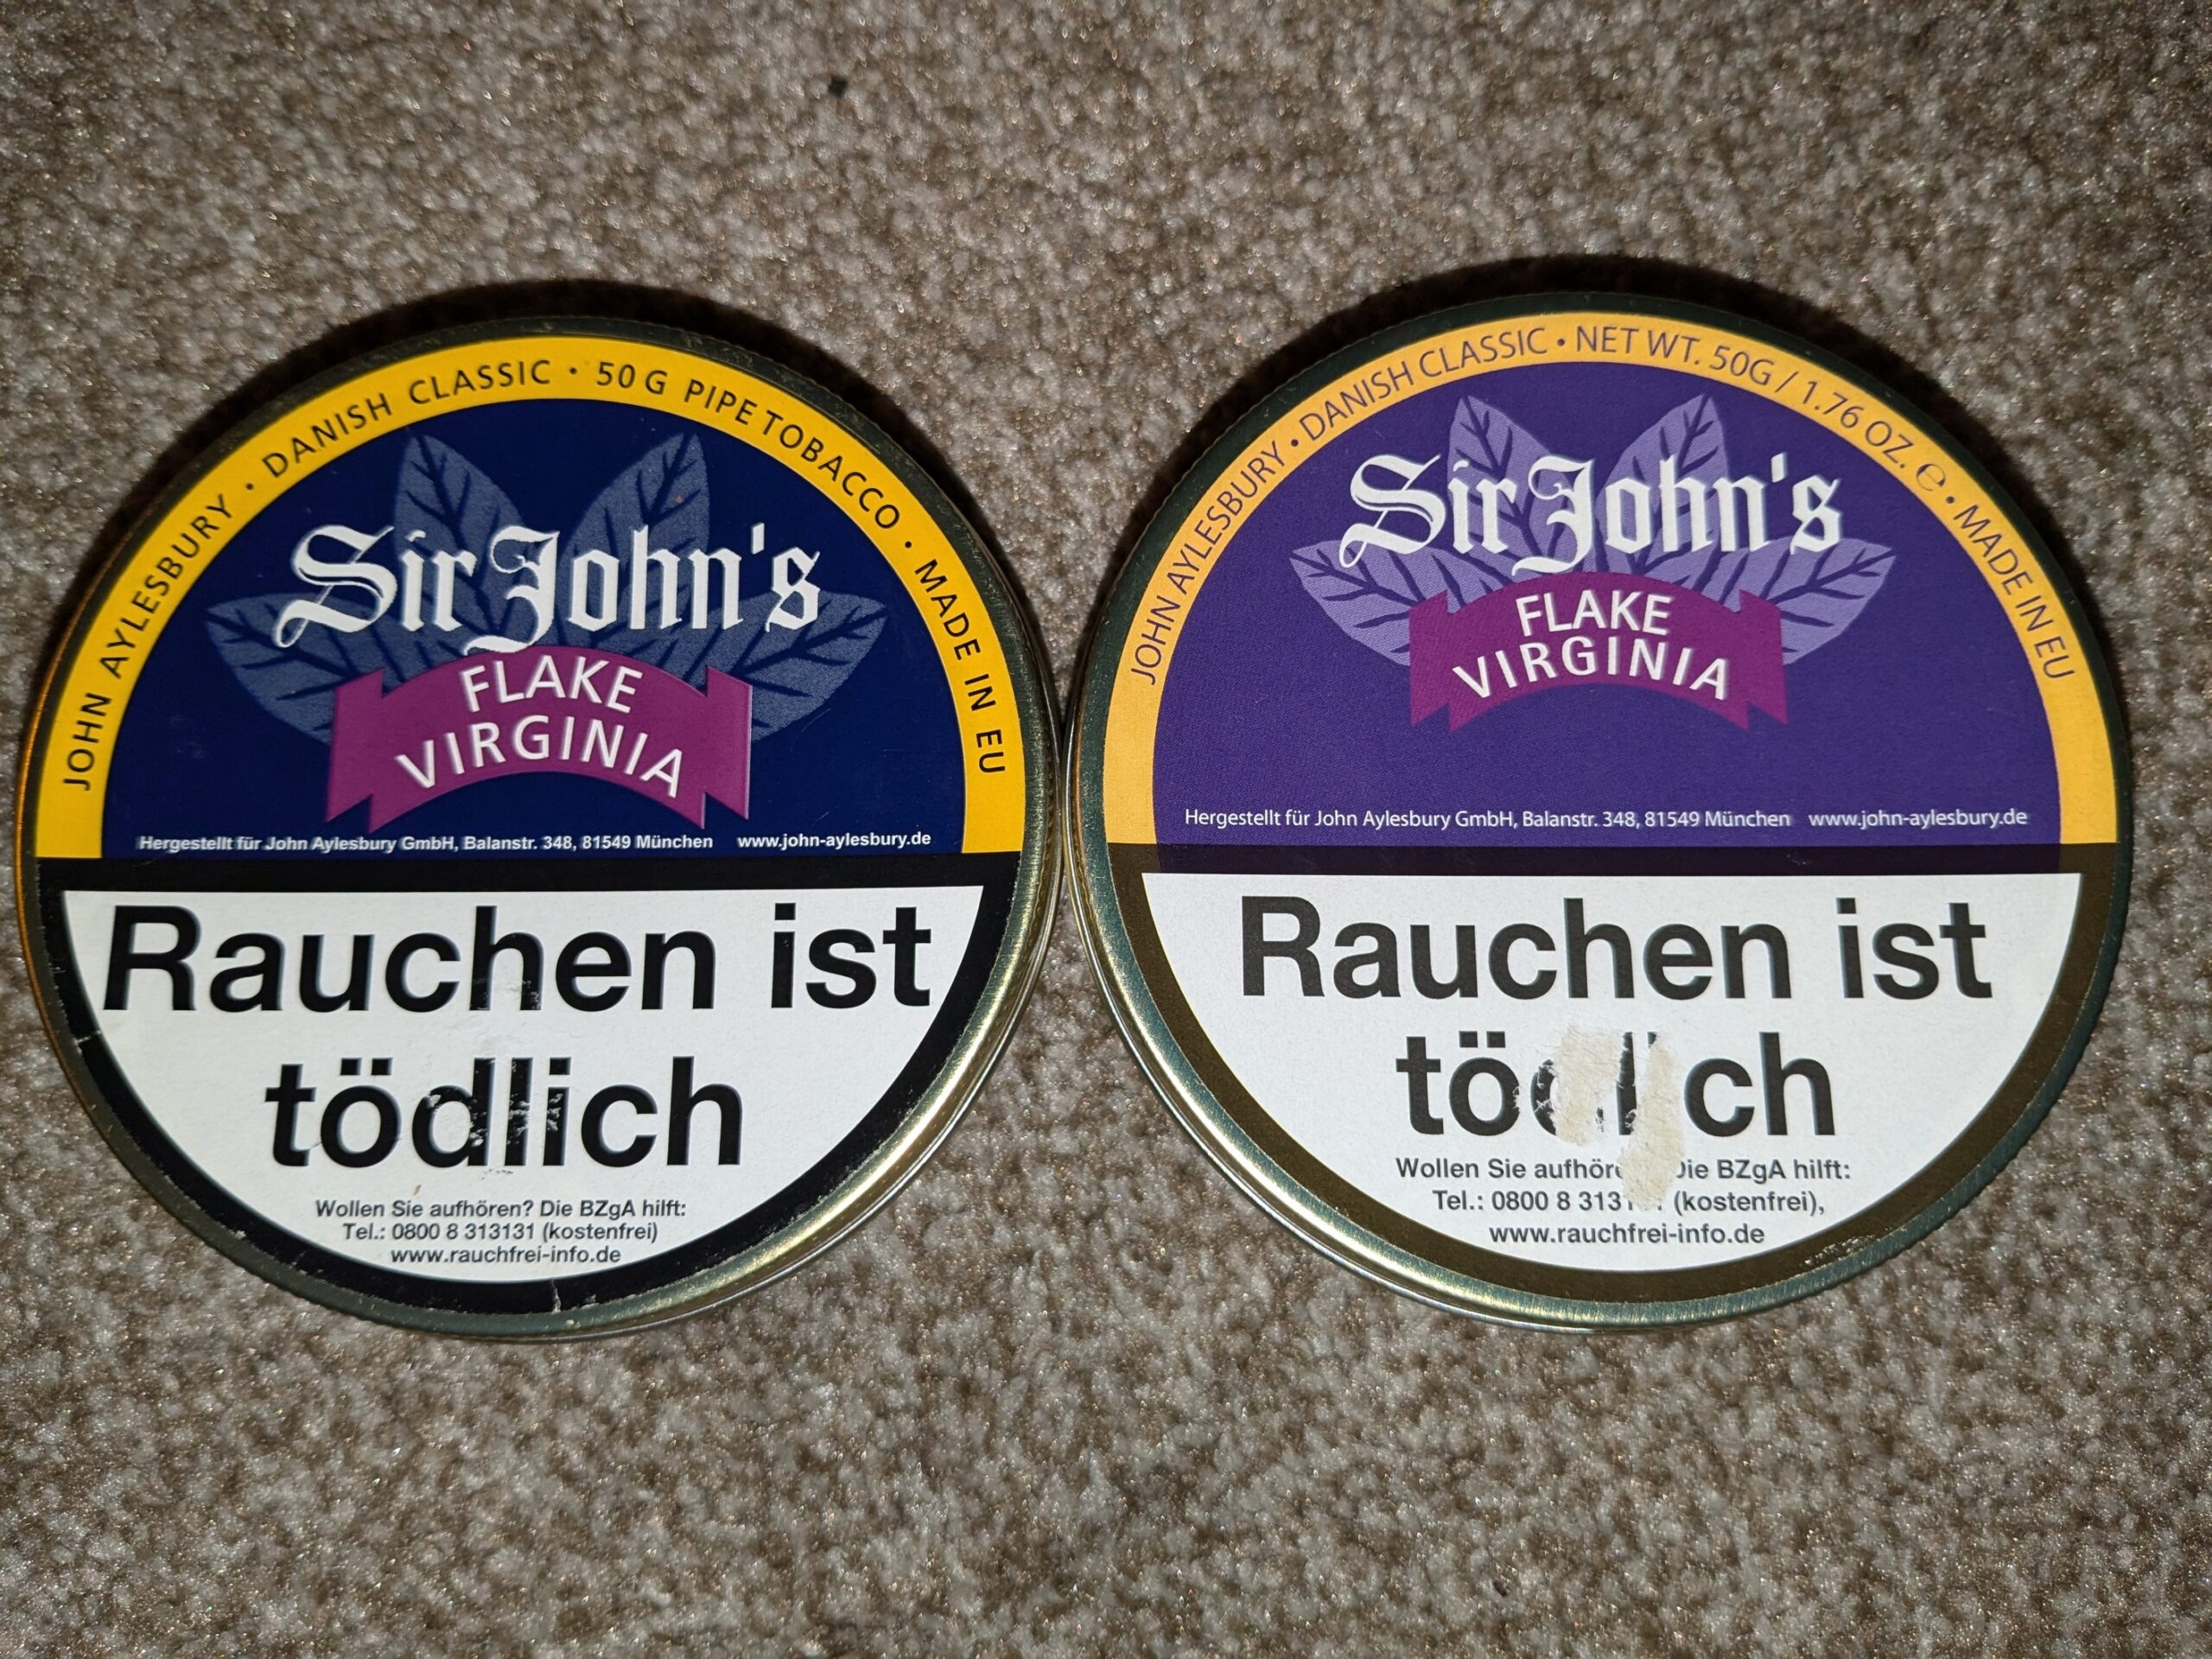 JOHN AYLESBURY · DANISH CLASSIC · 50 G PIPE TOBACCO · MADE IN EU
Sir John's
FLAKE
VIRGINIA
Hergestellt für John Aylesbury GmbH, Balanstr. 348, 81549 München www.john-aylesbury.de
Rauchen ist
tödlich
Wollen Sie aufhören? Die BZgA hilft:
Tel.: 0800 8 313131 (kostenfrei)
www.rauchfrei-info.de
JOHN AYLESBURY · DANISH CLASSIC · NET WT. 50G / 1.76 OZ. ℮ · MADE IN EU
Sir John's
FLAKE
VIRGINIA
Hergestellt für John Aylesbury GmbH, Balanstr. 348, 81549 München www.john-aylesbury.de
Rauchen ist
tödlich
Wollen Sie Die BZgA hilft:
Tel.: 0800 8 (kostenfrei),
www.rauchfrei-info.de